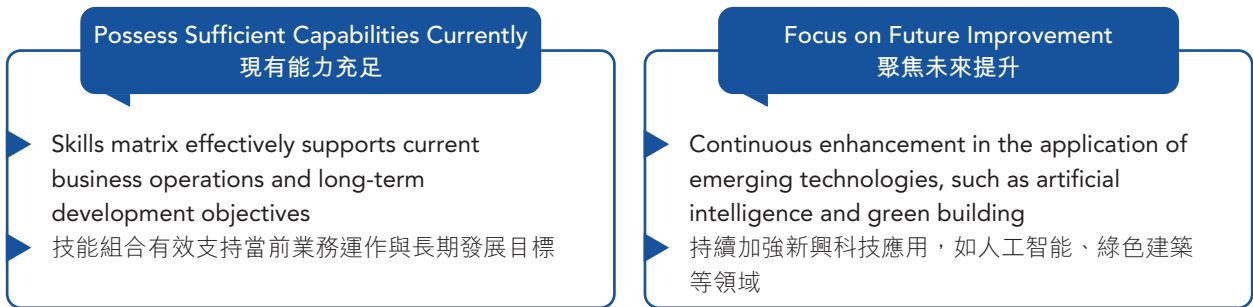 Possess Sufficient Capabilities Currently
現有能力充足
Skills matrix effectively supports current
business operations and long-term
development objectives
技能組合有效支持當前業務運作與長期發展目標
Focus on Future Improvement
聚焦未來提升
Continuous enhancement in the application of
emerging technologies, such as artificial
intelligence and green building
持續加強新興科技應用，如人工智能、綠色建築
等領域